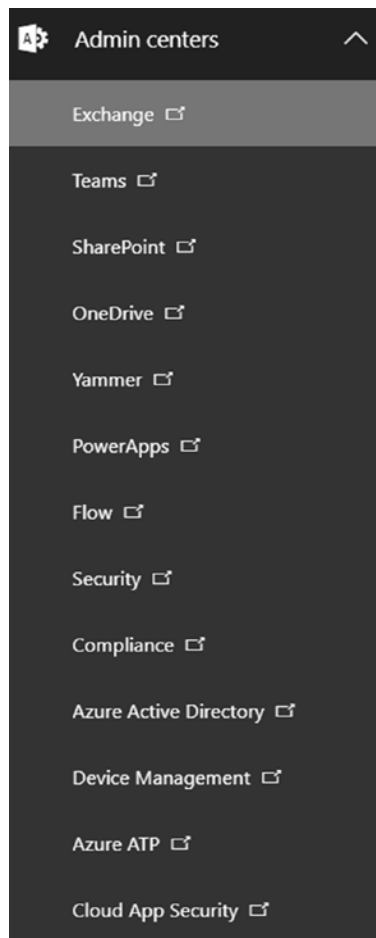 Admin centers
Exchange
Teams
SharePoint
OneDrive
Yammer
PowerApps
Flow
Security
Compliance
Azure Active Directory
Device Management
Azure ATP
Cloud App Security